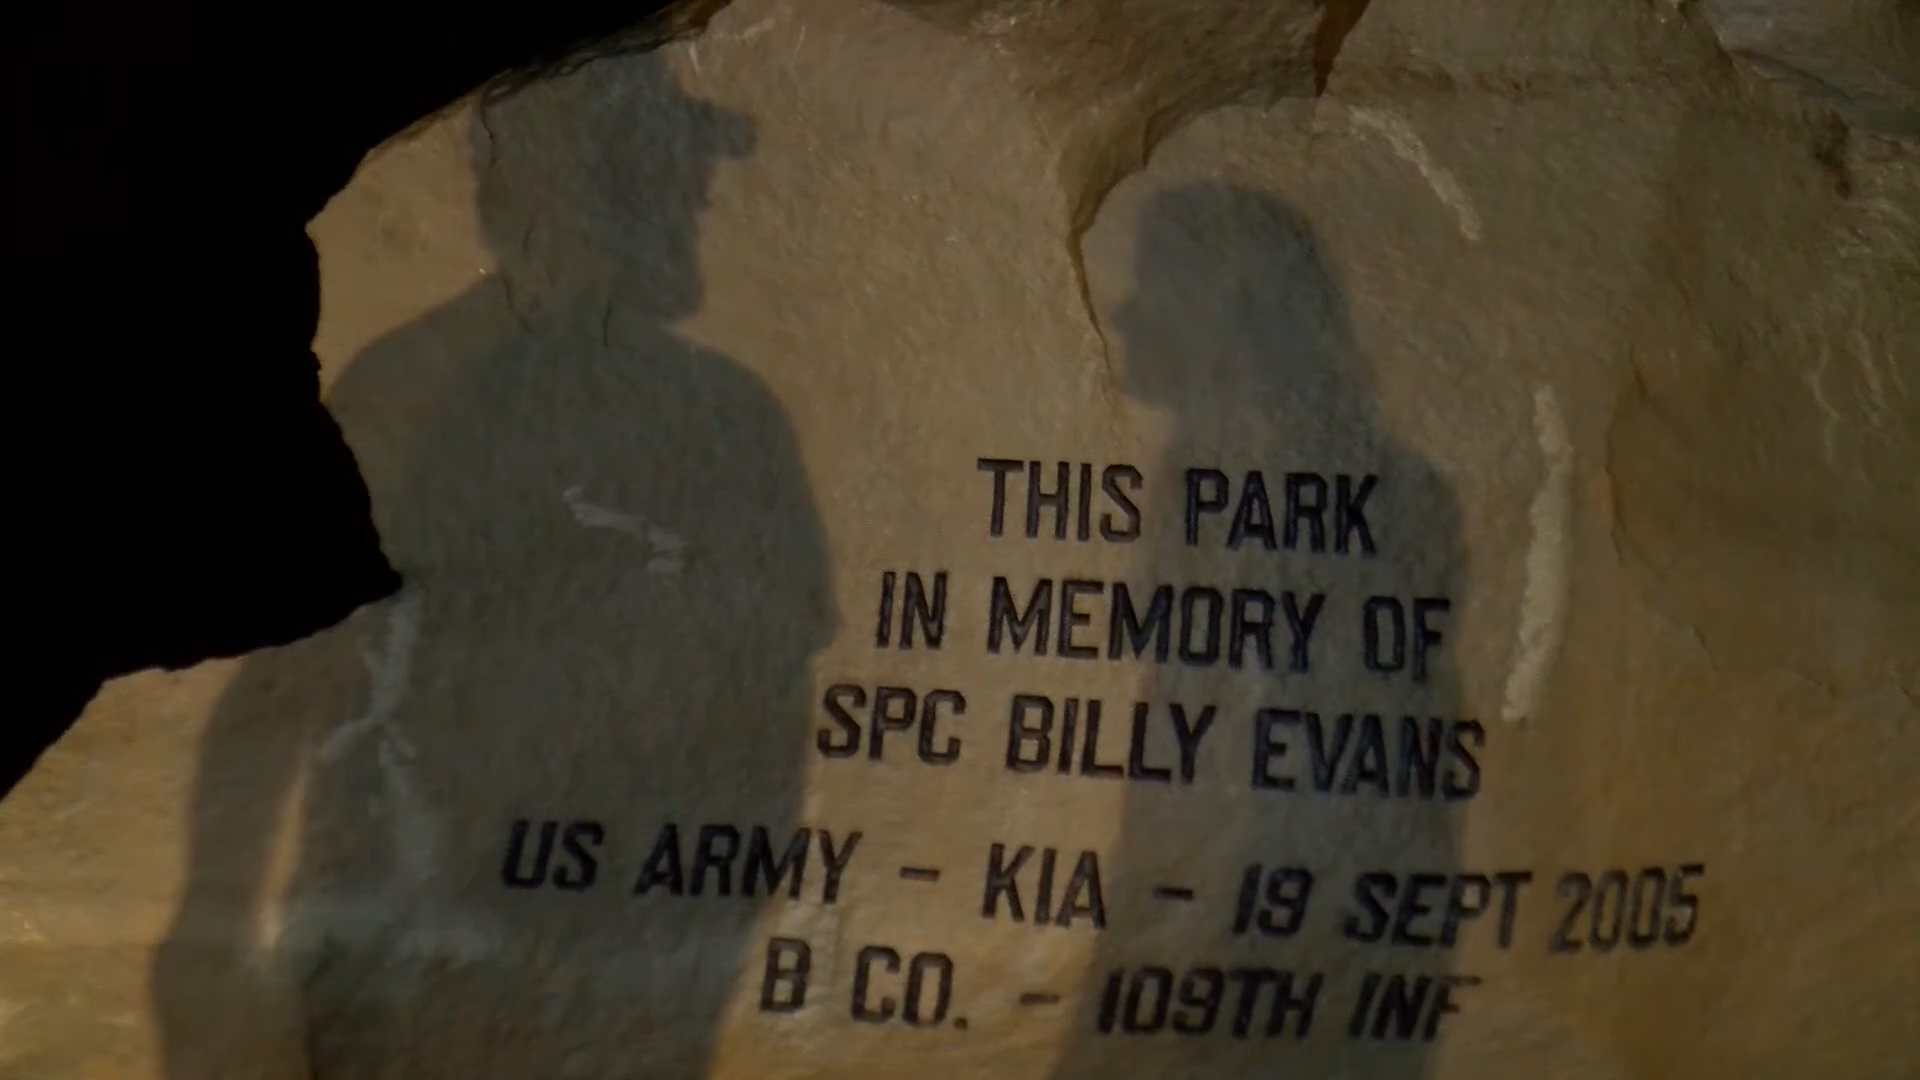 THIS PARK
IN MEMORY OF
SPC BILLY EVANS
US ARMY – KIA – 19 SEPT 2005
B CO. – 109TH INF